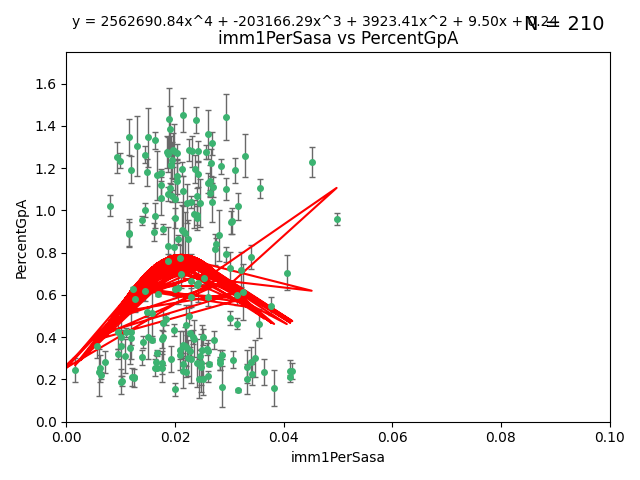 y = 2562690.84x^4 + -203166.29x^3 + 3923.41x^2 + 9.50x + 0.24
N = 210
imm1PerSasa vs PercentGpA
PercentGpA
1.6
1.4
1.2
1.0
0.8
0.6
0.4
0.2
0.0
0.00 0.02 0.04 0.06 0.08 0.10
imm1PerSasa